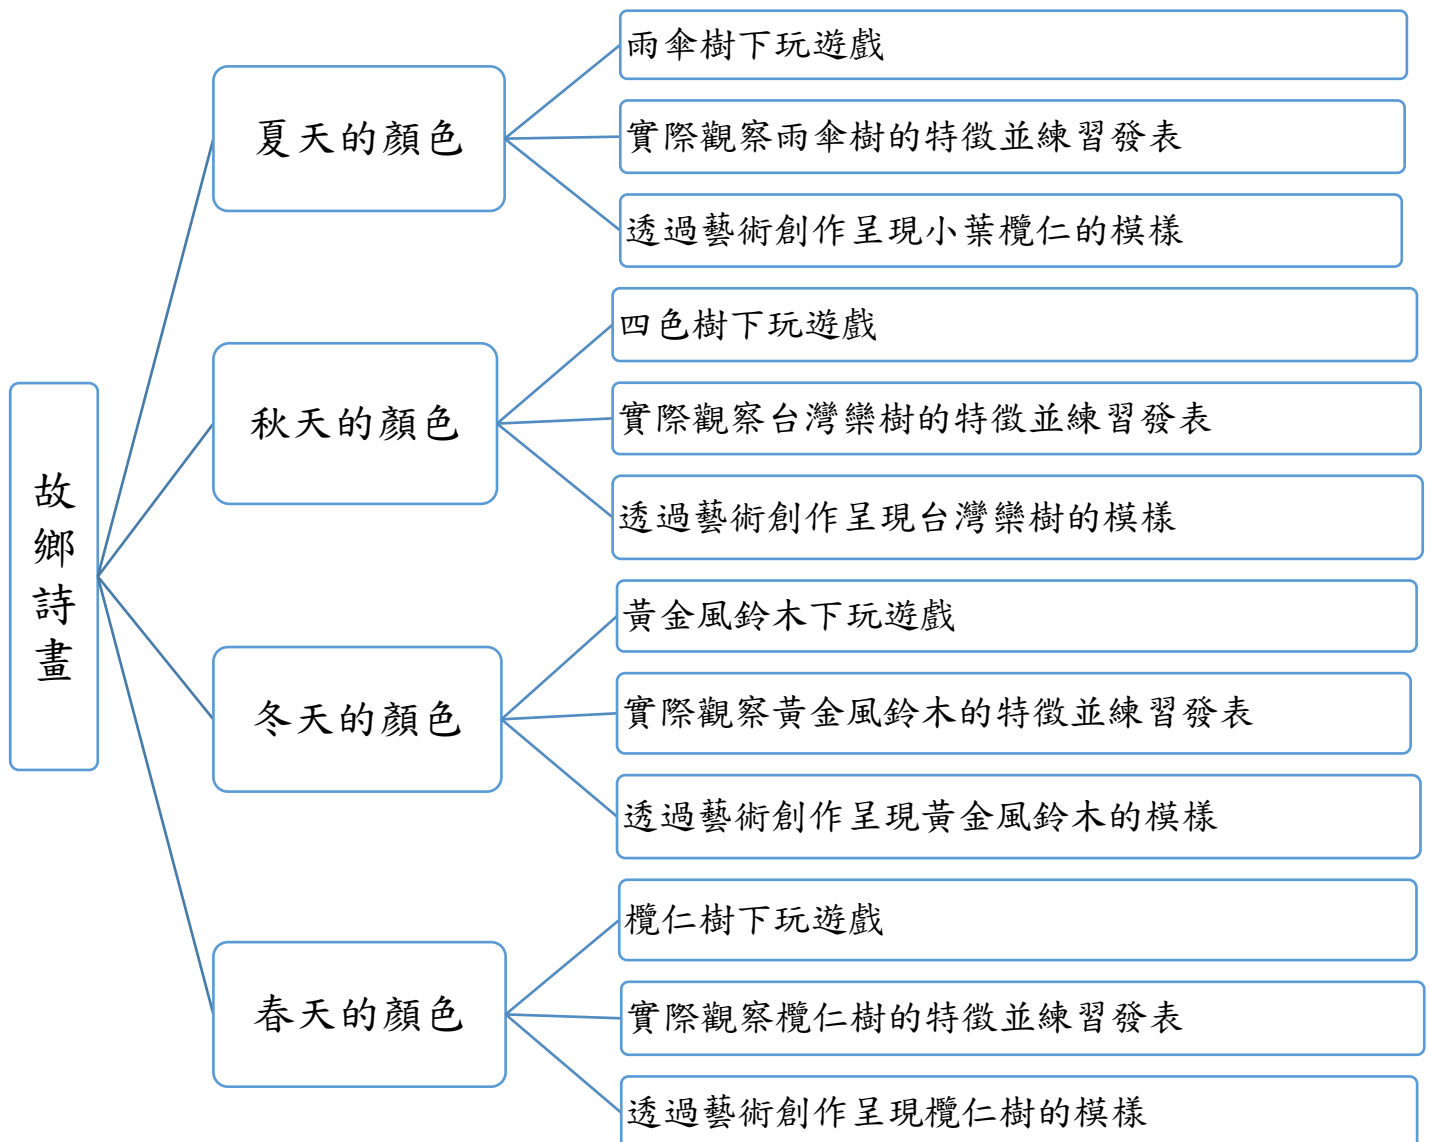 故鄉詩畫
夏天的顏色
雨傘樹下玩遊戲
實際觀察雨傘樹的特徵並練習發表
透過藝術創作呈現小葉欖仁的模樣
秋天的顏色
四色樹下玩遊戲
實際觀察台灣欒樹的特徵並練習發表
透過藝術創作呈現台灣欒樹的模樣
冬天的顏色
黃金風鈴木下玩遊戲
實際觀察黃金風鈴木的特徵並練習發表
透過藝術創作呈現黃金風鈴木的模樣
春天的顏色
欖仁樹下玩遊戲
實際觀察欖仁樹的特徵並練習發表
透過藝術創作呈現欖仁樹的模樣